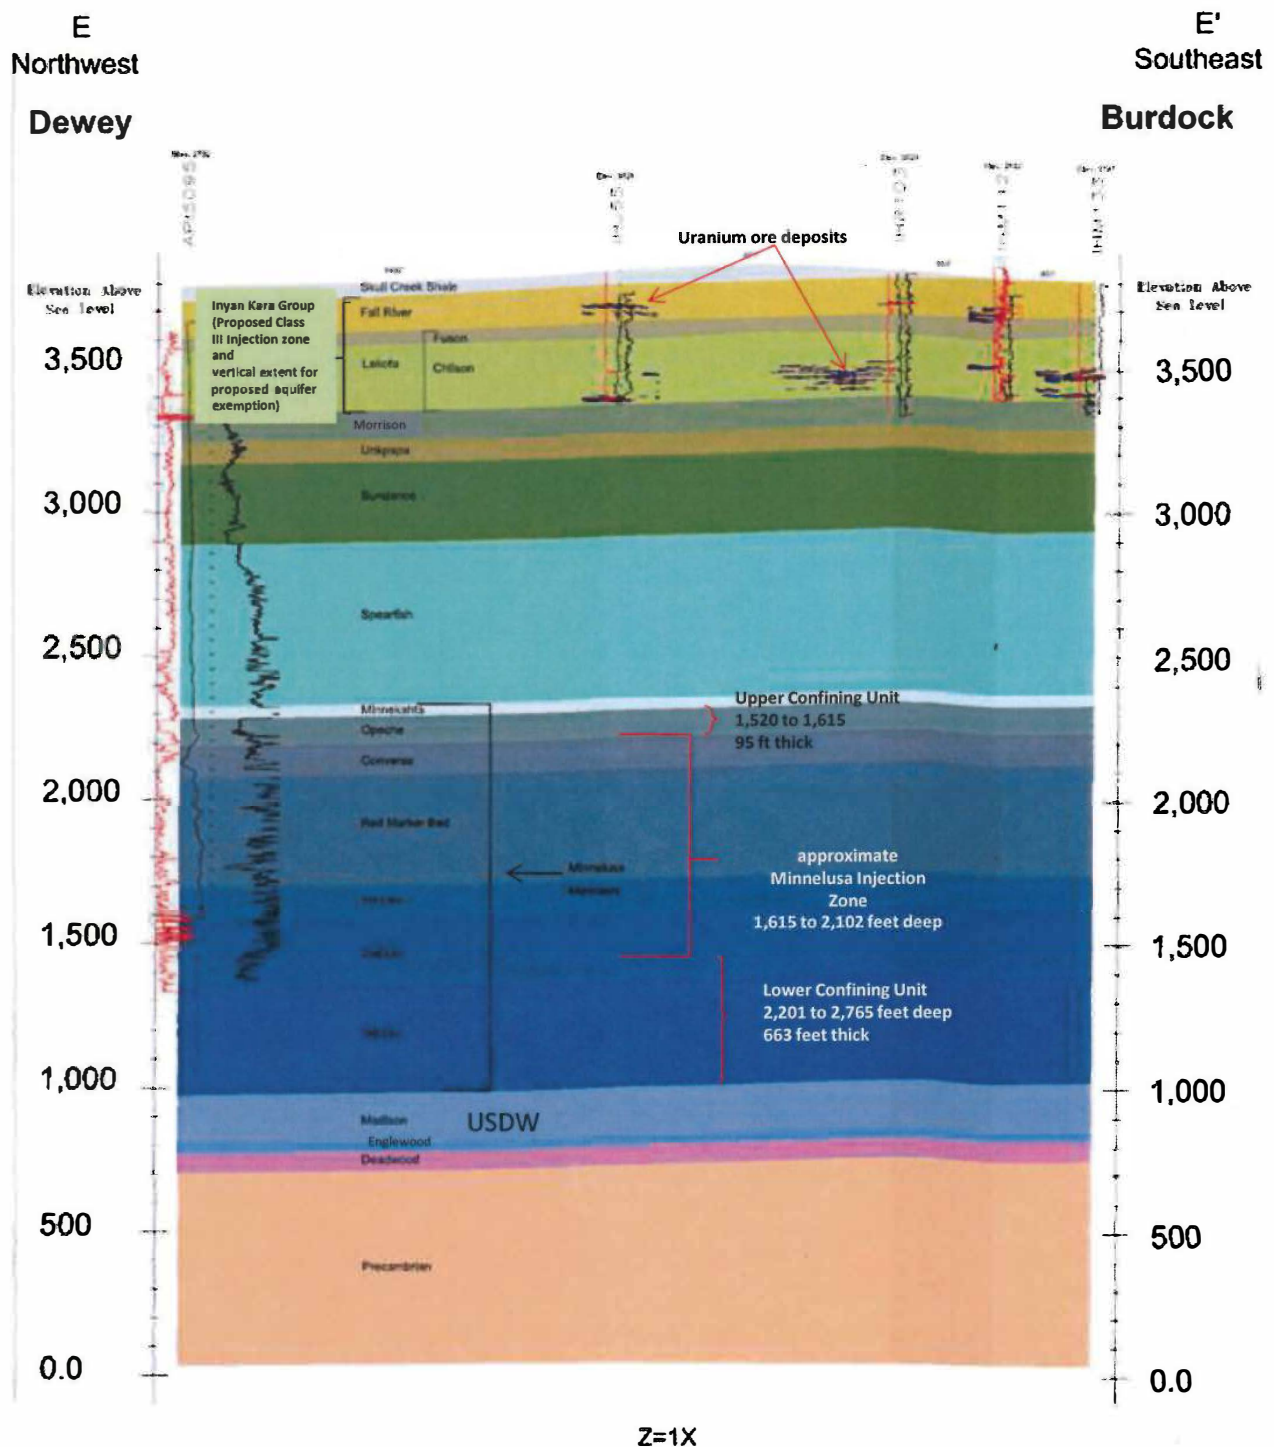 E
Northwest
Dewey
E'
Southeast
Burdock
Uranium ore deposits
Elevation Above
Sea level
Elevation Above
Sea level
Skull Creek Shale
Inyan Kara Group
(Proposed Class
III Injection zone
and
vertical extent for
proposed aquifer
exemption)
Fall River
Fuson
Lakota
Chilson
Morrison
Unkpapa
Sundance
Spearfish
Minnekahta
Opeche
Converse
Red Marker Bed
Minnelusa
Upper Confining Unit
1,520 to 1,615
95 ft thick
approximate
Minnelusa Injection
Zone
1,615 to 2,102 feet deep
Lower Confining Unit
2,201 to 2,765 feet deep
663 feet thick
Madison
USDW
Englewood
Deadwood
Precambrian
3,500
3,000
2,500
2,000
1,500
1,000
500
0.0
3,500
3,000
2,500
2,000
1,500
1,000
500
0.0
Z=1X